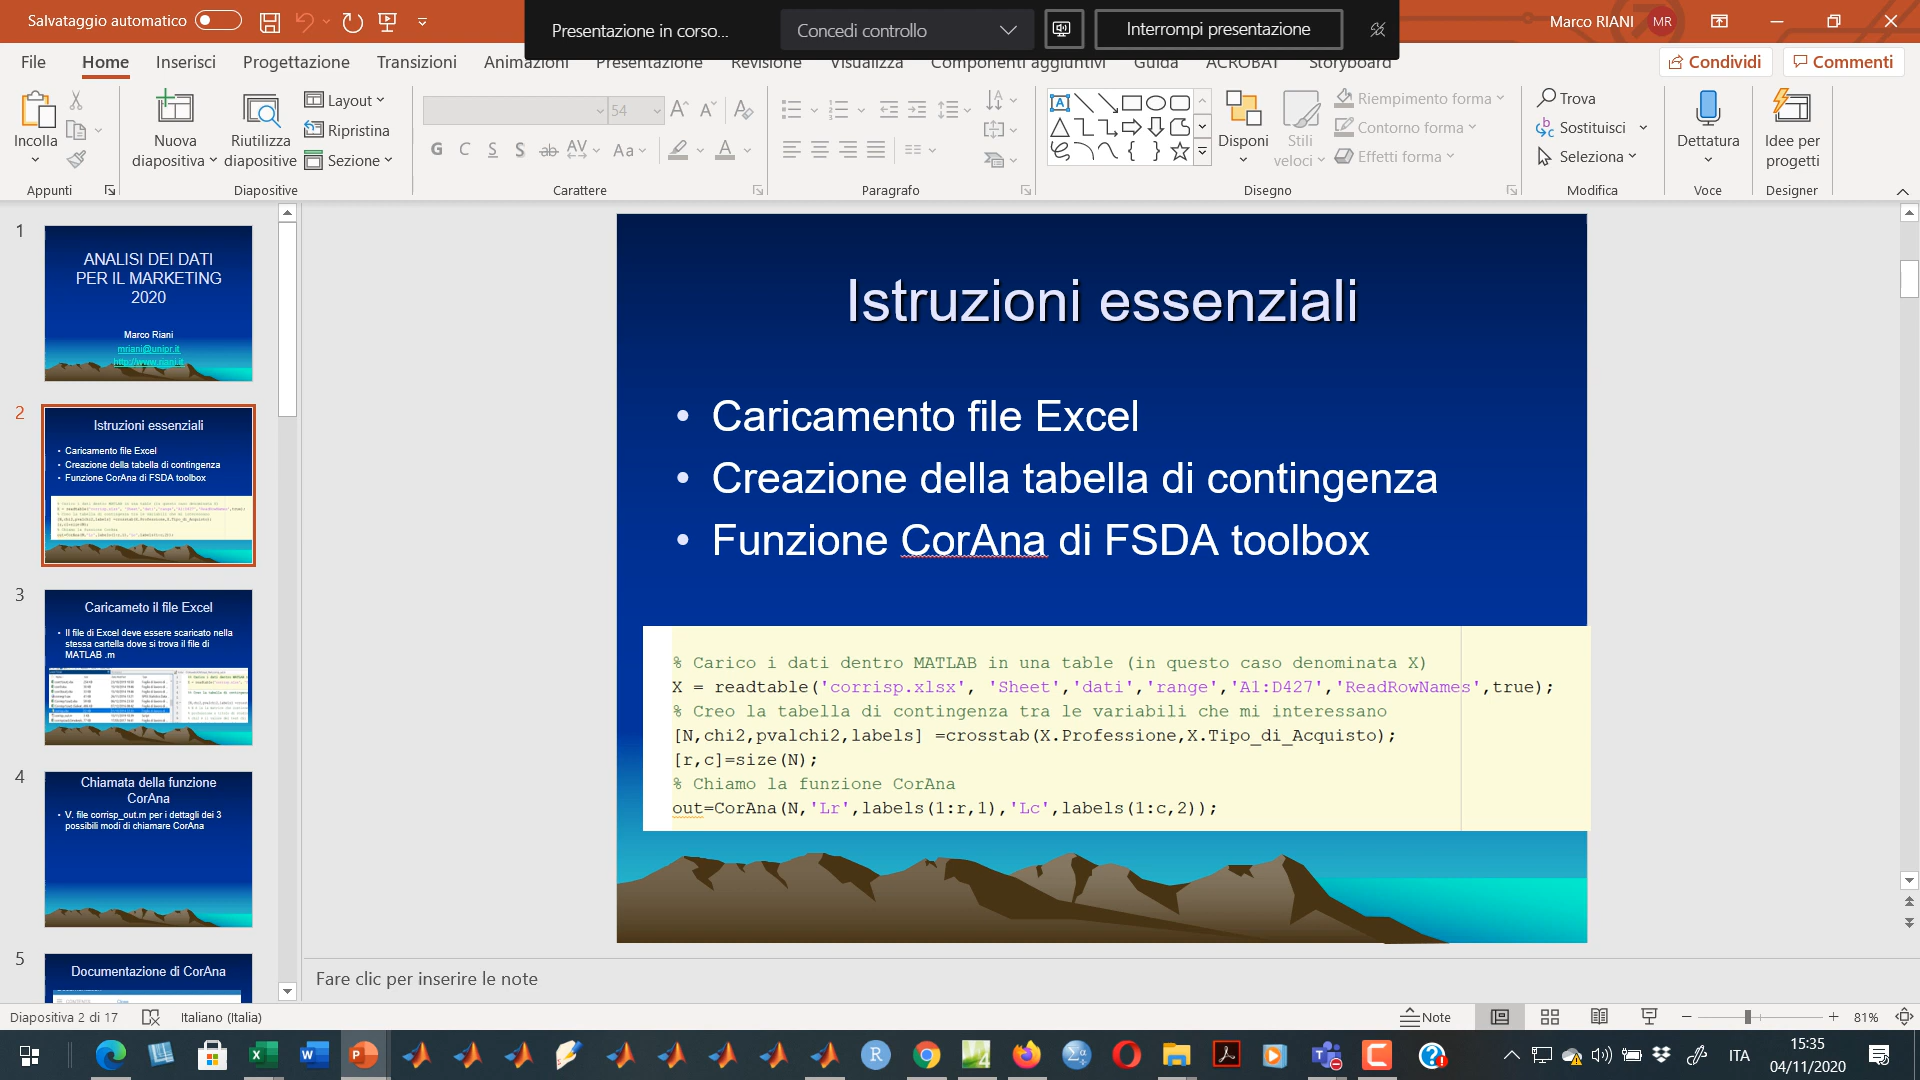 Salvataggio automatico
Presentazione in corso...
Concedi controllo
Interrompi presentazione
Marco RIANI
MR
File
Home
Inserisci
Progettazione
Transizioni
Animazioni
Presentazione
Revisione
Visualizza
Componenti aggiuntivi
Guida
ACROBAT
Storyboard
Condividi
Commenti
Incolla
Nuova diapositiva
Riutilizza diapositive
Layout
Ripristina
Sezione
54
G C S S ab AV Aa A
Disponi
Stili veloci
Riempimento forma
Contorno forma
Effetti forma
Trova
Sostituisci
Seleziona
Dettatura
Idee per progetti
Appunti
Diapositive
Carattere
Paragrafo
Disegno
Modifica
Voce
Designer
1
ANALISI DEI DATI
PER IL MARKETING
2020
Marco Riani
mriani@unipr.it
http://www.riani.it
2
Istruzioni essenziali
• Caricamento file Excel
• Creazione della tabella di contingenza
• Funzione CorAna di FSDA toolbox
3
Caricameto il file Excel
• Il file di Excel deve essere scaricato nella
stessa cartella dove si trova il file di
MATLAB .m
4
Chiamata della funzione
CorAna
• V. file corrisp_out.m per i dettagli dei 3
possibili modi di chiamare CorAna
5
Documentazione di CorAna
Istruzioni essenziali
• Caricamento file Excel
• Creazione della tabella di contingenza
• Funzione CorAna di FSDA toolbox
% Carico i dati dentro MATLAB in una table (in questo caso denominata X)
X = readtable('corrisp.xlsx', 'Sheet','dati','range','A1:D427','ReadRowNames',true);
% Creo la tabella di contingenza tra le variabili che mi interessano
[N,chi2,pvalchi2,labels] =crosstab(X.Professione,X.Tipo_di_Acquisto);
[r,c]=size(N);
% Chiamo la funzione CorAna
out=CorAna(N,'Lr',labels(1:r,1),'Lc',labels(1:c,2));
Fare clic per inserire le note
Diapositiva 2 di 17
Italiano (Italia)
Note
81%
ITA
15:35
04/11/2020